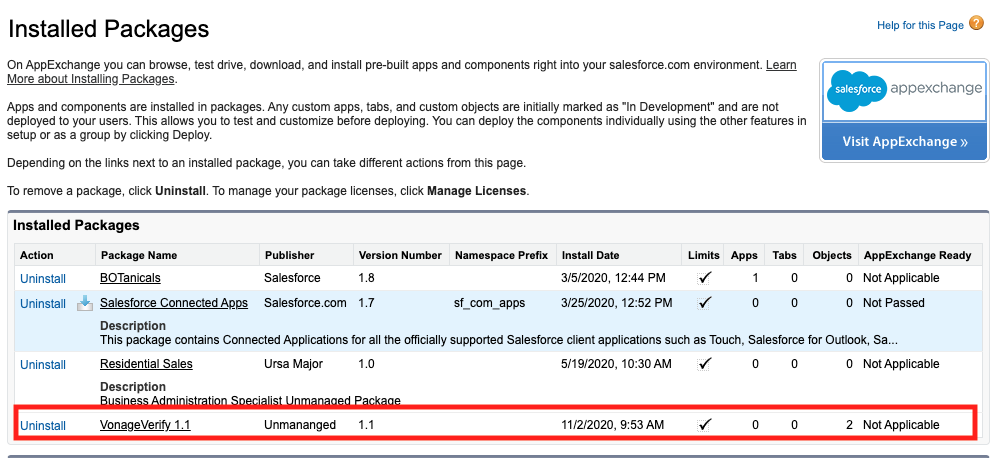 Installed Packages
Help for this Page ?
On AppExchange you can browse, test drive, download, and install pre-built apps and components right into your salesforce.com environment. Learn
More about Installing Packages.
Apps and components are installed in packages. Any custom apps, tabs, and custom objects are initially marked as "In Development" and are not
deployed to your users. This allows you to test and customize before deploying. You can deploy the components individually using the other features in
setup or as a group by clicking Deploy.
Depending on the links next to an installed package, you can take different actions from this page.
To remove a package, click Uninstall. To manage your package licenses, click Manage Licenses.
salesforce appexchange
Visit AppExchange »
Installed Packages
Action Package Name Publisher Version Number Namespace Prefix Install Date Limits Apps Tabs Objects AppExchange Ready
Uninstall BOTanicals Salesforce 1.8 3/5/2020, 12:44 PM ✓ 1 0 0 Not Applicable
Uninstall Salesforce Connected Apps Salesforce.com 1.7 sf_com_apps 3/25/2020, 12:52 PM ✓ 0 0 0 Not Passed
Description
This package contains Connected Applications for all the officially supported Salesforce client applications such as Touch, Salesforce for Outlook, Sa...
Uninstall Residential Sales Ursa Major 1.0 5/19/2020, 10:30 AM ✓ 0 0 0 Not Applicable
Description
Business Administration Specialist Unmanaged Package
Uninstall VonageVerify 1.1 Unmananged 1.1 11/2/2020, 9:53 AM ✓ 0 0 2 Not Applicable